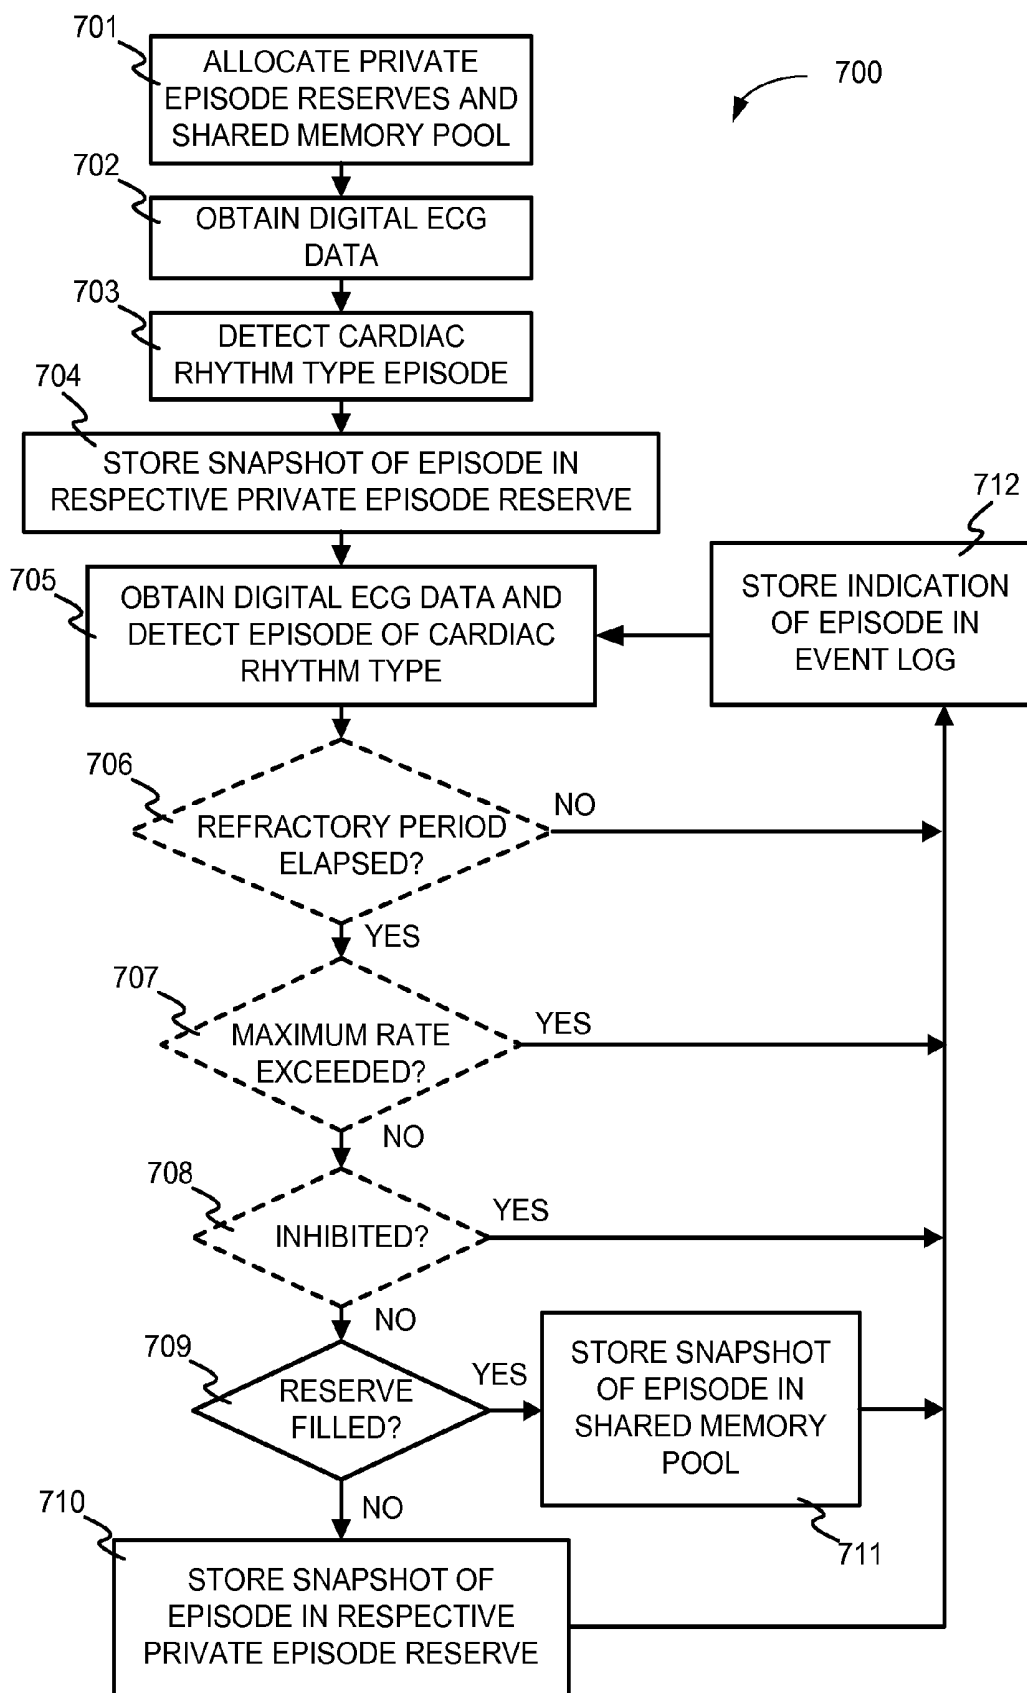 701
ALLOCATE PRIVATE
EPISODE RESERVES AND
SHARED MEMORY POOL
700
702
OBTAIN DIGITAL ECG
DATA
703
DETECT CARDIAC
RHYTHM TYPE EPISODE
704
STORE SNAPSHOT OF EPISODE IN
RESPECTIVE PRIVATE EPISODE RESERVE
712
STORE INDICATION
OF EPISODE IN
EVENT LOG
705
OBTAIN DIGITAL ECG DATA AND
DETECT EPISODE OF CARDIAC
RHYTHM TYPE
706
REFRACTORY PERIOD
ELAPSED?
NO
YES
707
MAXIMUM RATE
EXCEEDED?
YES
NO
708
INHIBITED?
YES
NO
709
RESERVE
FILLED?
YES
STORE SNAPSHOT
OF EPISODE IN
SHARED MEMORY
POOL
711
NO
710
STORE SNAPSHOT OF
EPISODE IN RESPECTIVE
PRIVATE EPISODE RESERVE